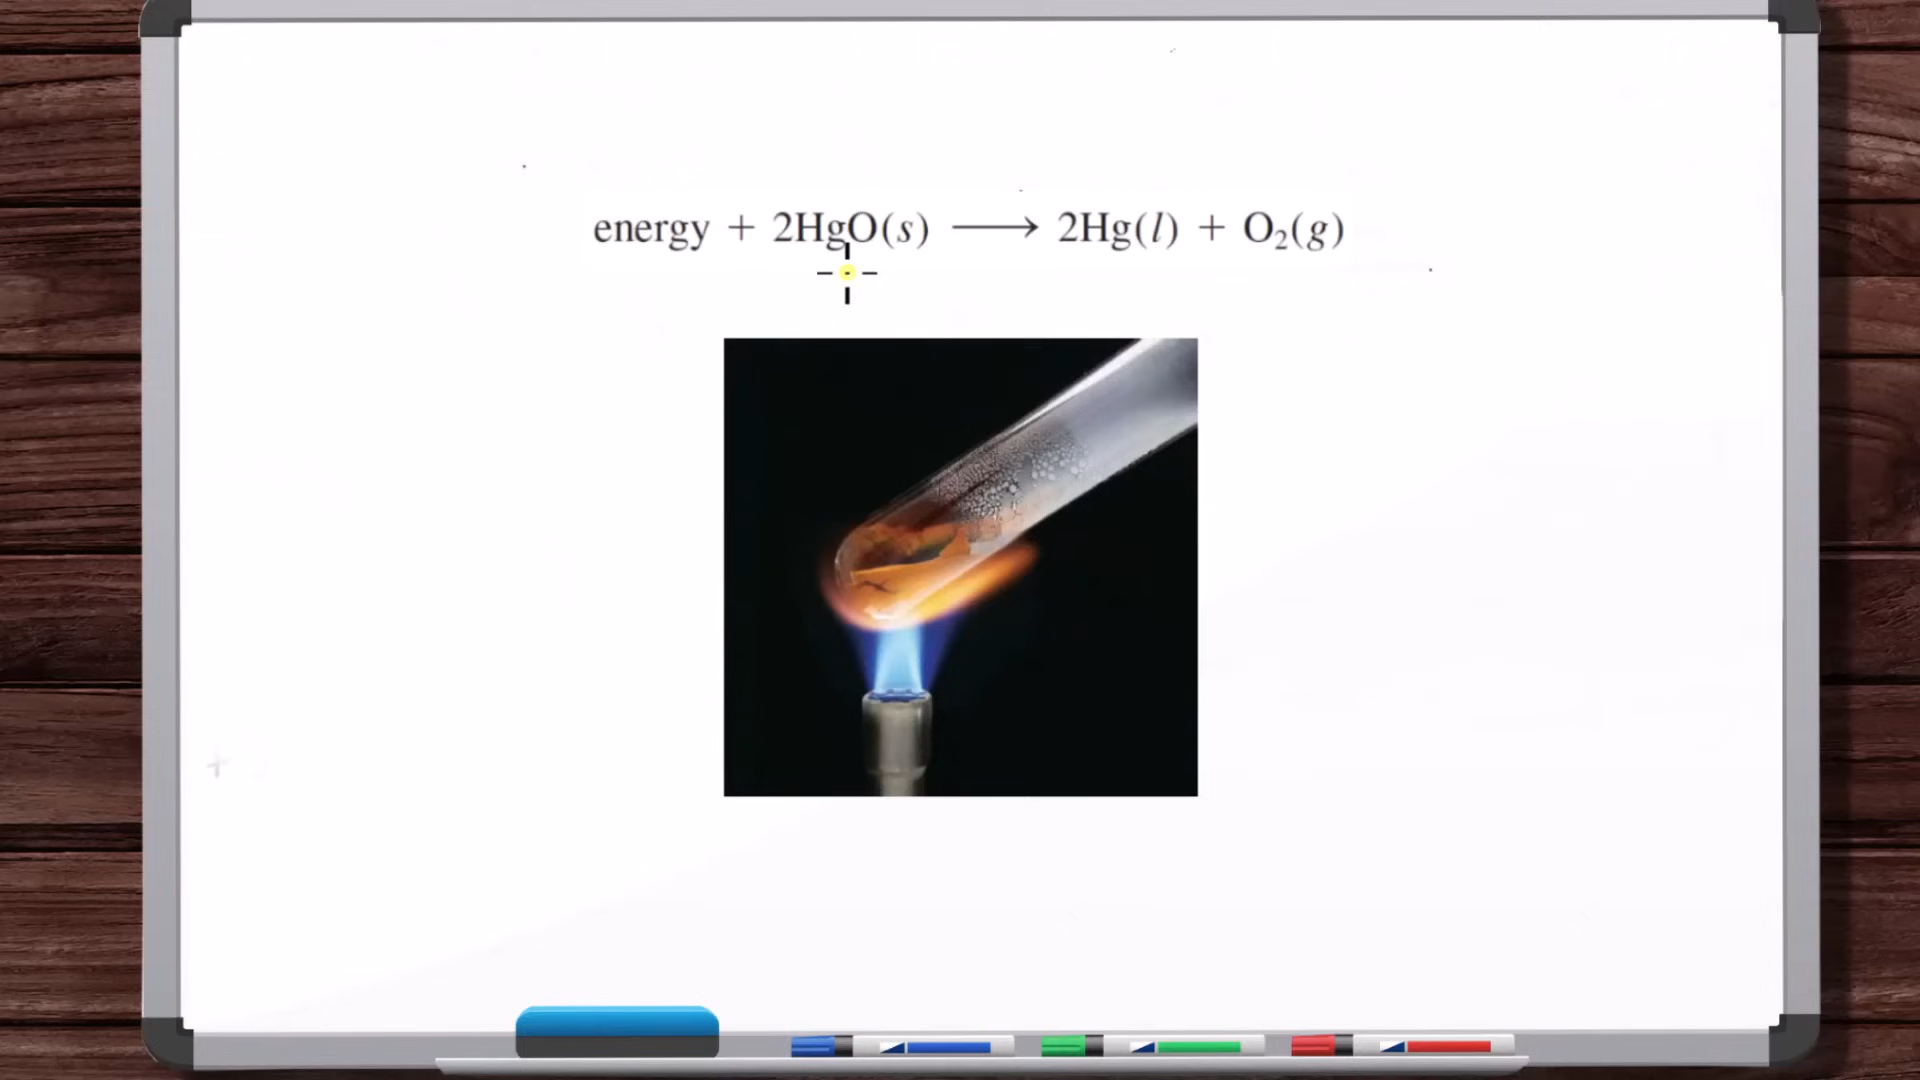 energy + 2HgO(s) ⟶ 2Hg(l) + O₂(g)